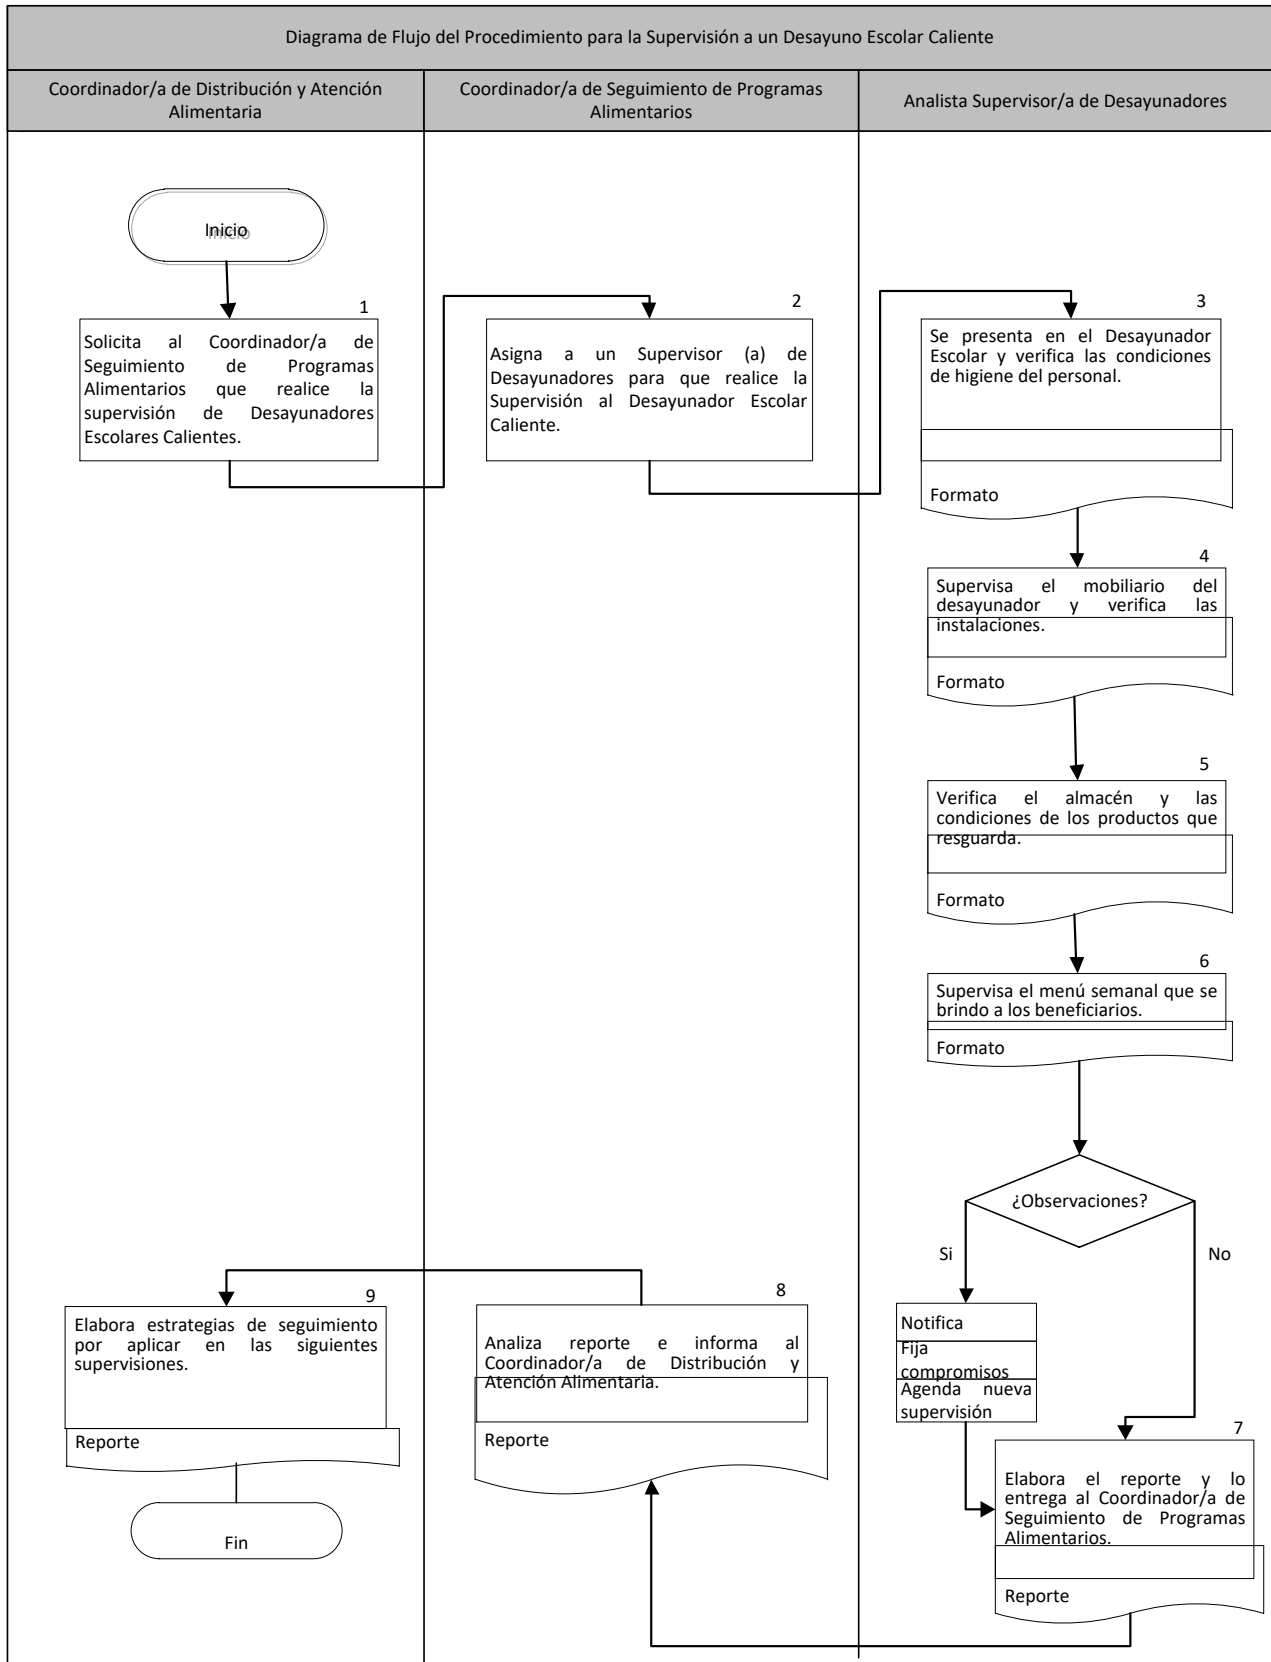 Diagrama de Flujo del Procedimiento para la Supervisión a un Desayuno Escolar Caliente
Coordinador/a de Distribución y Atención
Alimentaria
Coordinador/a de Seguimiento de Programas
Alimentarios
Analista Supervisor/a de Desayunadores
Inicio
1
Solicita al Coordinador/a de
Seguimiento de Programas
Alimentarios que realice la
supervisión de Desayunadores
Escolares Calientes.
2
Asigna a un Supervisor (a) de
Desayunadores para que realice la
Supervisión al Desayunador Escolar
Caliente.
3
Se presenta en el Desayunador
Escolar y verifica las condiciones
de higiene del personal.
Formato
4
Supervisa el mobiliario del
desayunador y verifica las
instalaciones.
Formato
5
Verifica el almacén y las
condiciones de los productos que
resguarda.
Formato
6
Supervisa el menú semanal que se
brindo a los beneficiarios.
Formato
¿Observaciones?
Si
No
Notifica
Fija
compromisos
Agenda nueva
supervisión
7
Elabora el reporte y lo
entrega al Coordinador/a de
Seguimiento de Programas
Alimentarios.
Reporte
8
Analiza reporte e informa al
Coordinador/a de Distribución y
Atención Alimentaria.
Reporte
9
Elabora estrategias de seguimiento
por aplicar en las siguientes
supervisiones.
Reporte
Fin